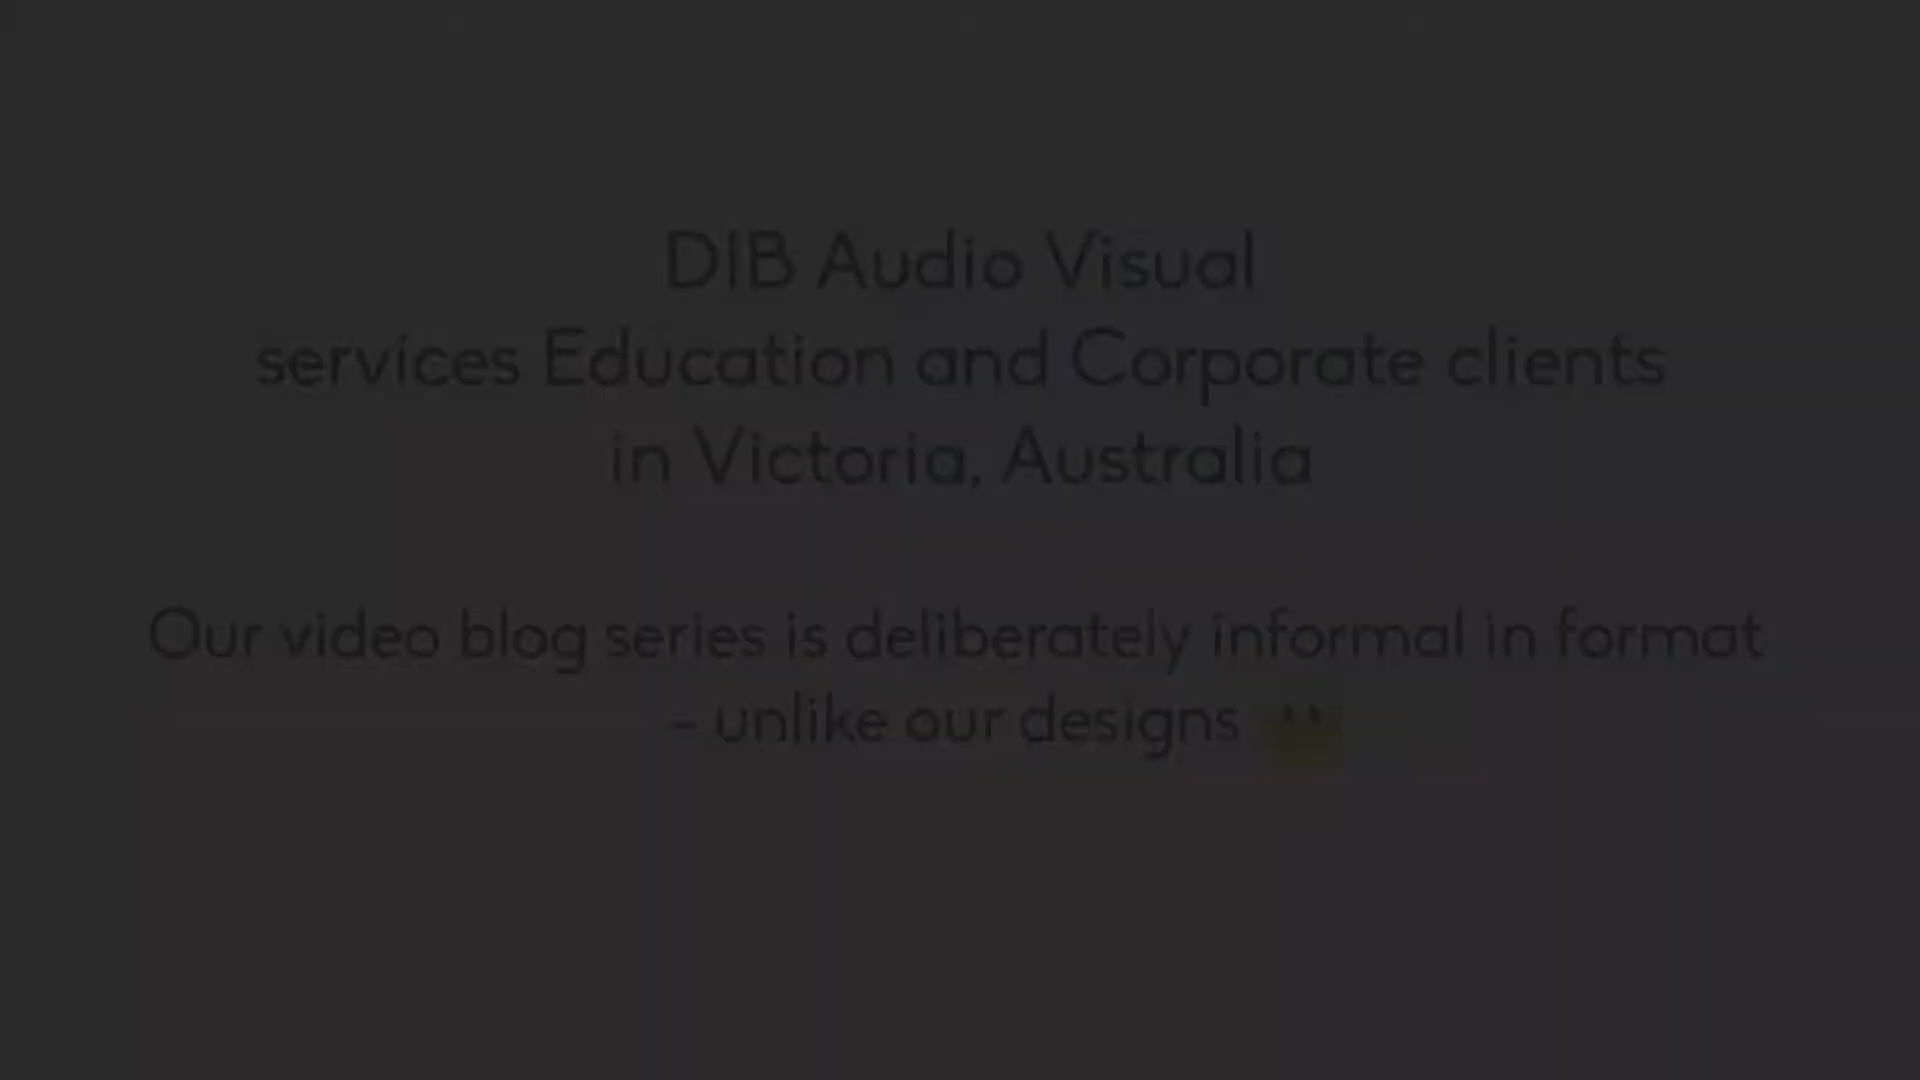 DIB Audio Visual
services Education and Corporate clients
in Victoria, Australia
Our video blog series is deliberately informal in format
- unlike our designs